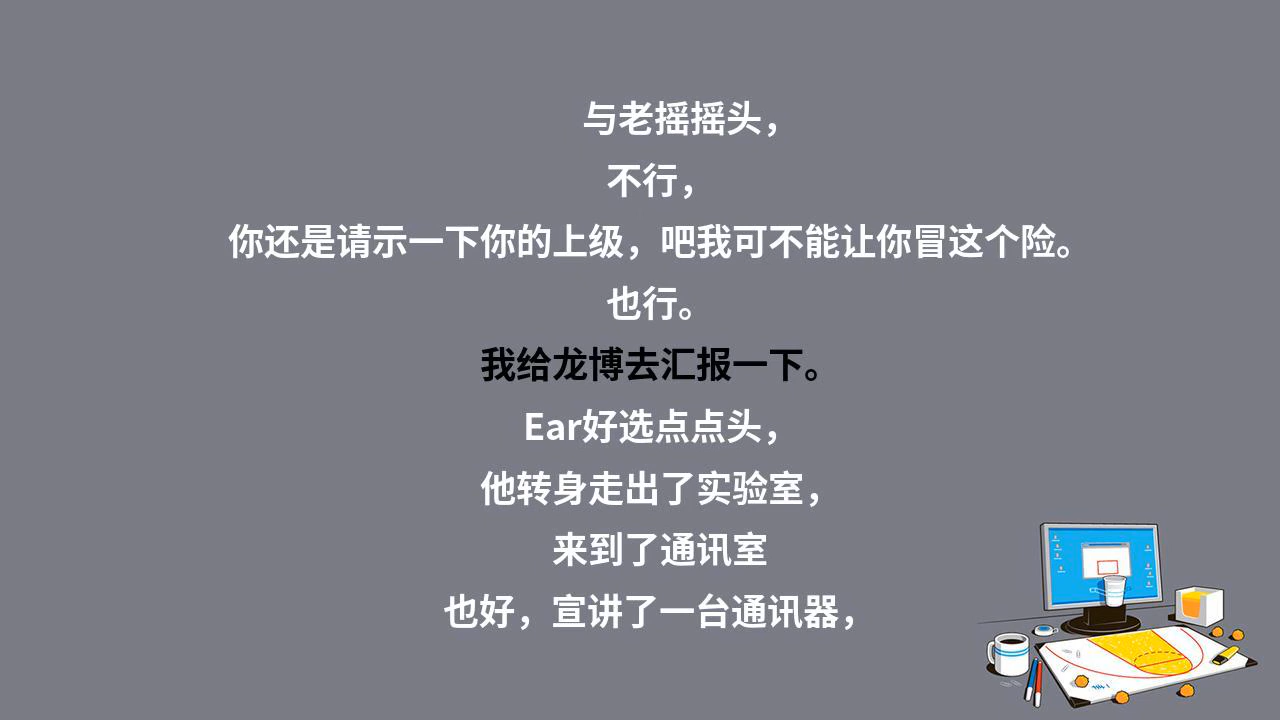 与老摇摇头，
不行，
你还是请示一下你的上级，吧我可不能让你冒这个险。
也行。
我给龙博去汇报一下。
Ear好选点点头，
他转身走出了实验室，
来到了通讯室
也好，宣讲了一台通讯器，